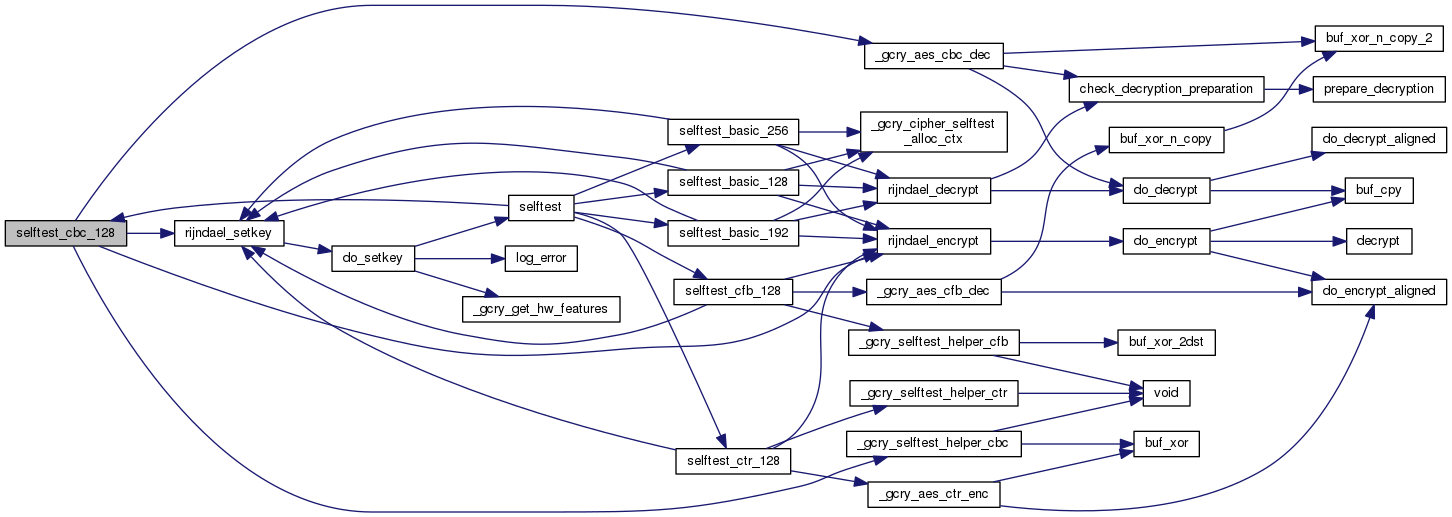 selftest_cbc_128
rijndael_setkey
do_setkey
selftest
log_error
_gcry_get_hw_features
selftest_basic_256
selftest_basic_128
selftest_basic_192
selftest_cfb_128
selftest_ctr_128
_gcry_aes_cbc_dec
_gcry_cipher_selftest
_alloc_ctx
rijndael_decrypt
rijndael_encrypt
_gcry_aes_cfb_dec
_gcry_selftest_helper_cfb
_gcry_selftest_helper_ctr
_gcry_selftest_helper_cbc
_gcry_aes_ctr_enc
check_decryption_preparation
buf_xor_n_copy
do_decrypt
do_encrypt
buf_xor_2dst
void
buf_xor
buf_xor_n_copy_2
prepare_decryption
do_decrypt_aligned
buf_cpy
decrypt
do_encrypt_aligned